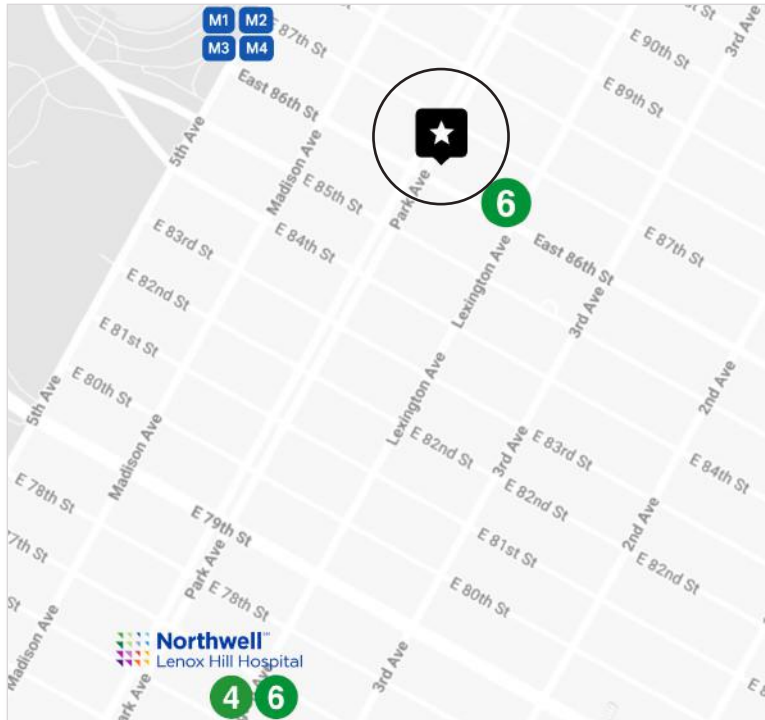 M1 M2
M3 M4
E 87th St
East 86th St
5th Ave
Madison Ave
E 85th St
E 84th St
E 83rd St
E 82nd St
E 81st St
E 80th St
Park Ave
6
E 90th St
3rd Ave
E 89th St
E 87th St
East 86th St
Lexington Ave
3rd Ave
2nd Ave
5th Ave
Madison Ave
Lexington Ave
E 82nd St
3rd Ave
E 83rd St
E 82nd St
E 84th St
E 81st St
2nd Ave
E 82nd St
E 80th St
E 78th St
E 79th St
7th St
St
Park Ave
E 78th St
Madison Ave
Northwell℠
Lenox Hill Hospital
4 6
ark Ave
3rd Ave